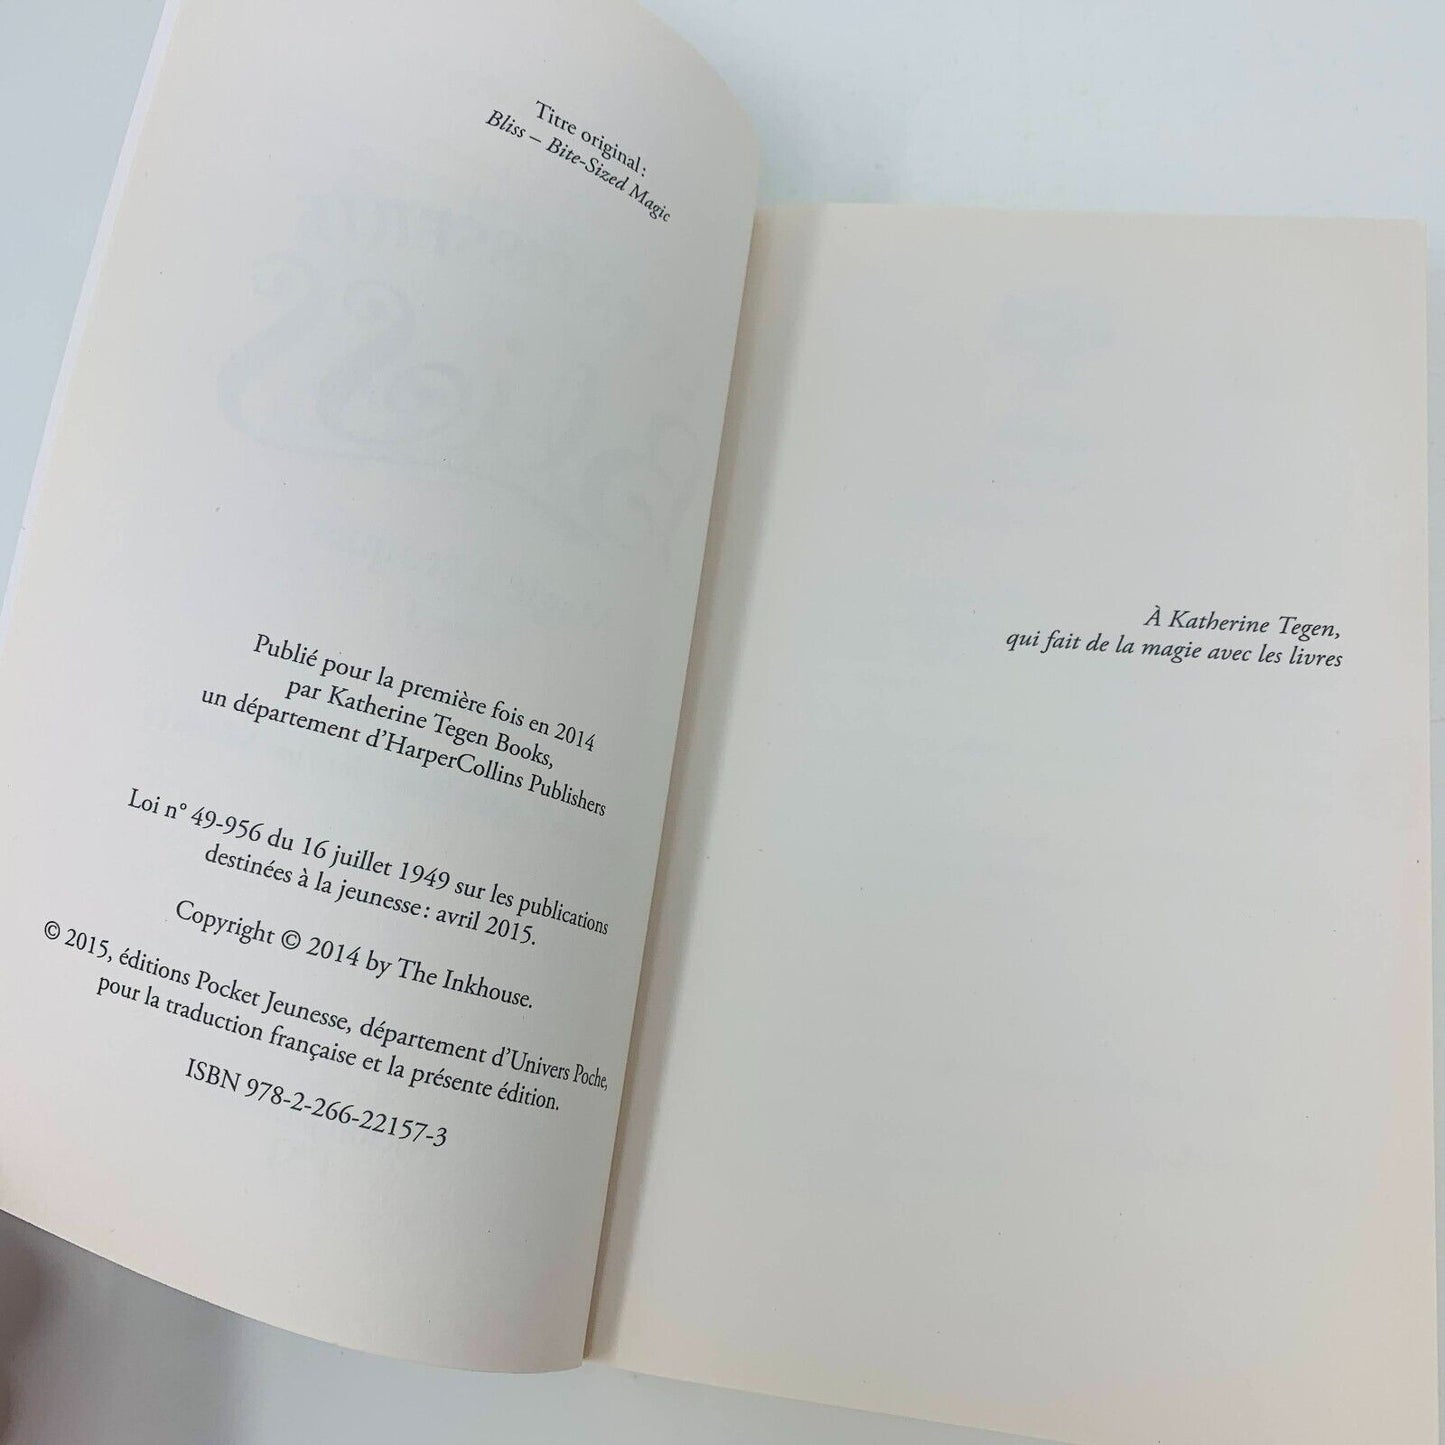 Titre original :
Bliss – Bite-Sized Magic
Publié pour la première fois en 2014
par Katherine Tegen Books,
un département d’HarperCollins Publishers
Loi n° 49-956 du 16 juillet 1949 sur les publications
destinées à la jeunesse : avril 2015.
Copyright © 2014 by The Inkhouse.
© 2015, éditions Pocket Jeunesse, département d’Univers Poche,
pour la traduction française et la présente édition.
ISBN 978-2-266-22157-3
À Katherine Tegen,
qui fait de la magie avec les livres